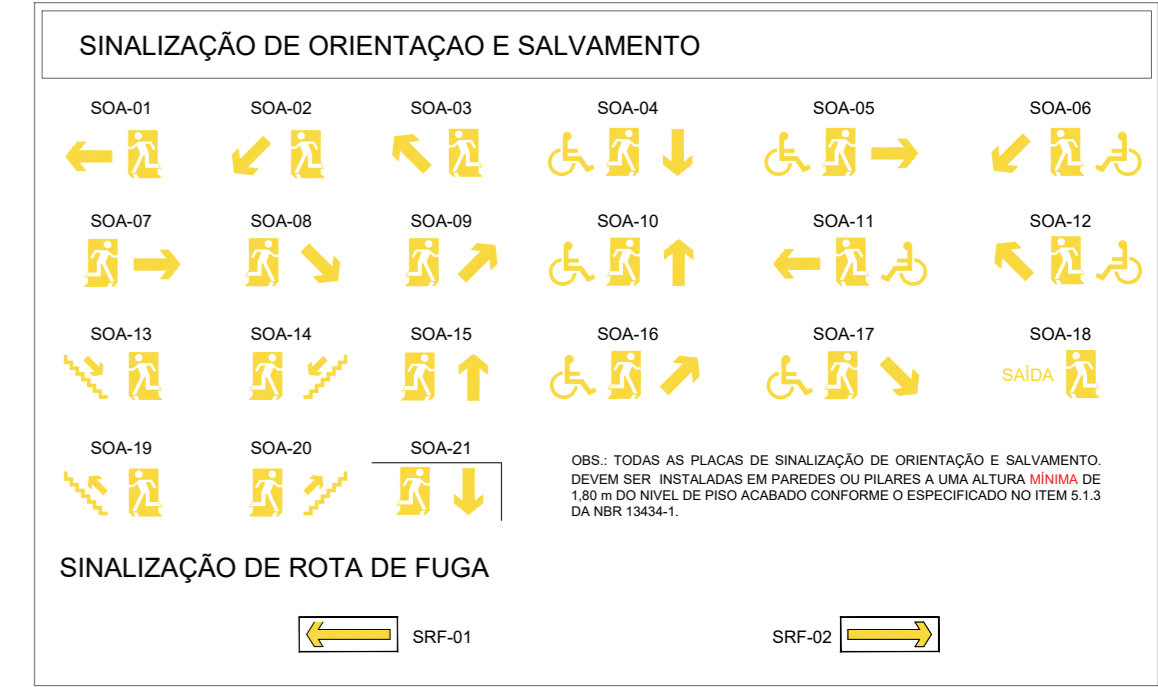 SINALIZAÇÃO DE ORIENTAÇAO E SALVAMENTO
SOA-01 SOA-02 SOA-03 SOA-04 SOA-05 SOA-06
SOA-07 SOA-08 SOA-09 SOA-10 SOA-11 SOA-12
SOA-13 SOA-14 SOA-15 SOA-16 SOA-17 SOA-18
SAÍDA
SOA-19 SOA-20 SOA-21
OBS.: TODAS AS PLACAS DE SINALIZAÇÃO DE ORIENTAÇÃO E SALVAMENTO.
DEVEM SER INSTALADAS EM PAREDES OU PILARES A UMA ALTURA MÍNIMA DE
1,80 m DO NIVEL DE PISO ACABADO CONFORME O ESPECIFICADO NO ITEM 5.1.3
DA NBR 13434-1.
SINALIZAÇÃO DE ROTA DE FUGA
SRF-01 SRF-02